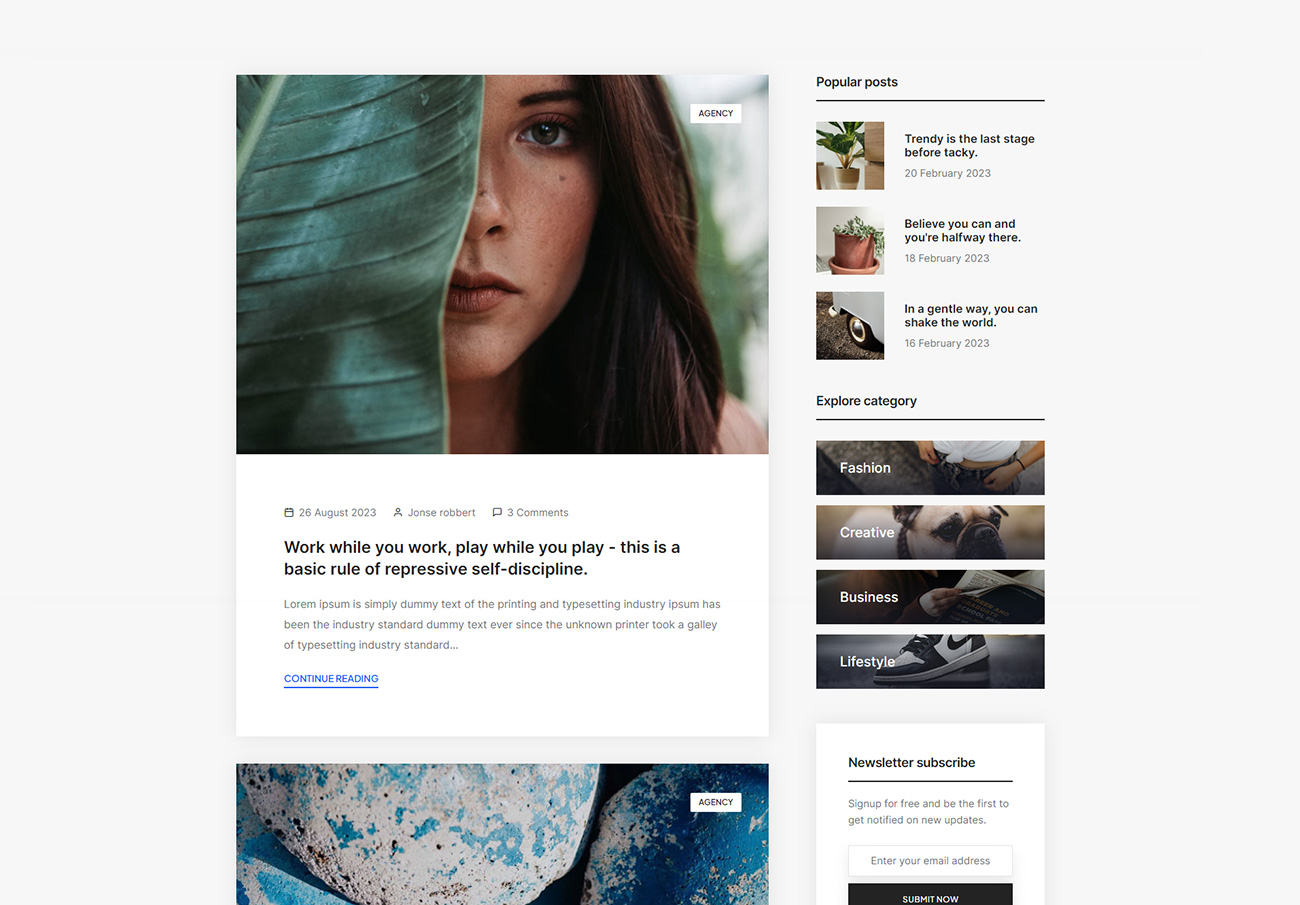 AGENCY
26 August 2023 Jonse robbert 3 Comments
Work while you work, play while you play - this is a
basic rule of repressive self-discipline.
Lorem ipsum is simply dummy text of the printing and typesetting industry ipsum has
been the industry standard dummy text ever since the unknown printer took a galley
of typesetting industry standard...
CONTINUE READING
AGENCY
Popular posts
Trendy is the last stage
before tacky.
20 February 2023
Believe you can and
you're halfway there.
18 February 2023
In a gentle way, you can
shake the world.
16 February 2023
Explore category
Fashion
Creative
Business
Lifestyle
Newsletter subscribe
Signup for free and be the first to
get notified on new updates.
Enter your email address
SUBMIT NOW